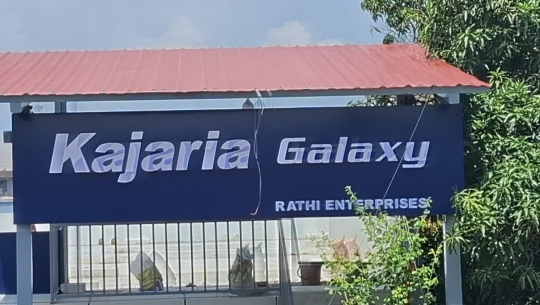 Kajaria Galaxy
RATHI ENTERPRISES